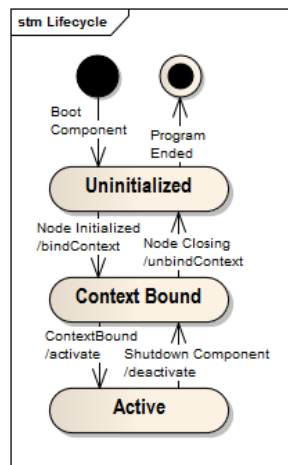 stm Lifecycle
Boot
Component
Program
Ended
Uninitialized
Node Initialized
/bindContext
Node Closing
/unbindContext
Context Bound
ContextBound
/activate
Shutdown Component
/deactivate
Active